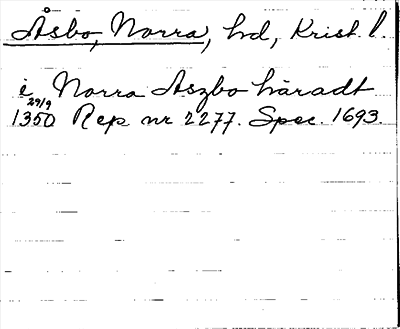 Åsbo, Norra, hd, Krist. l.
i Norra Aszbo häradt
29/9
1350 Rep nr 2277. Spec. 1693.